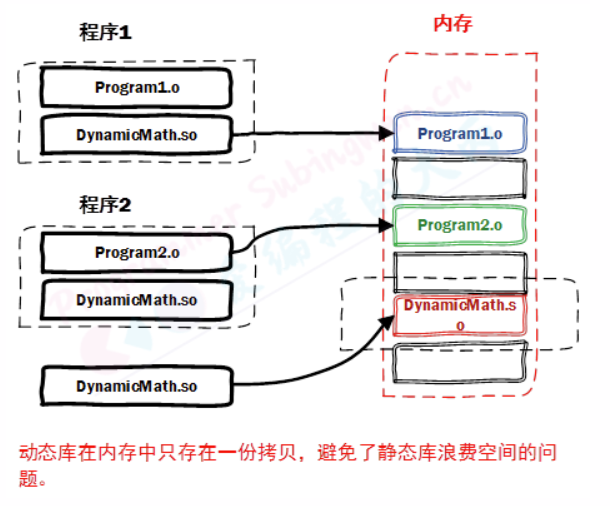 程序1
内存
Program1.o
DynamicMath.so
Program1.o
程序2
Program2.o
Program2.o
DynamicMath.so
DynamicMath.s
o
DynamicMath.so
动态库在内存中只存在一份拷贝，避免了静态库浪费空间的问
题。